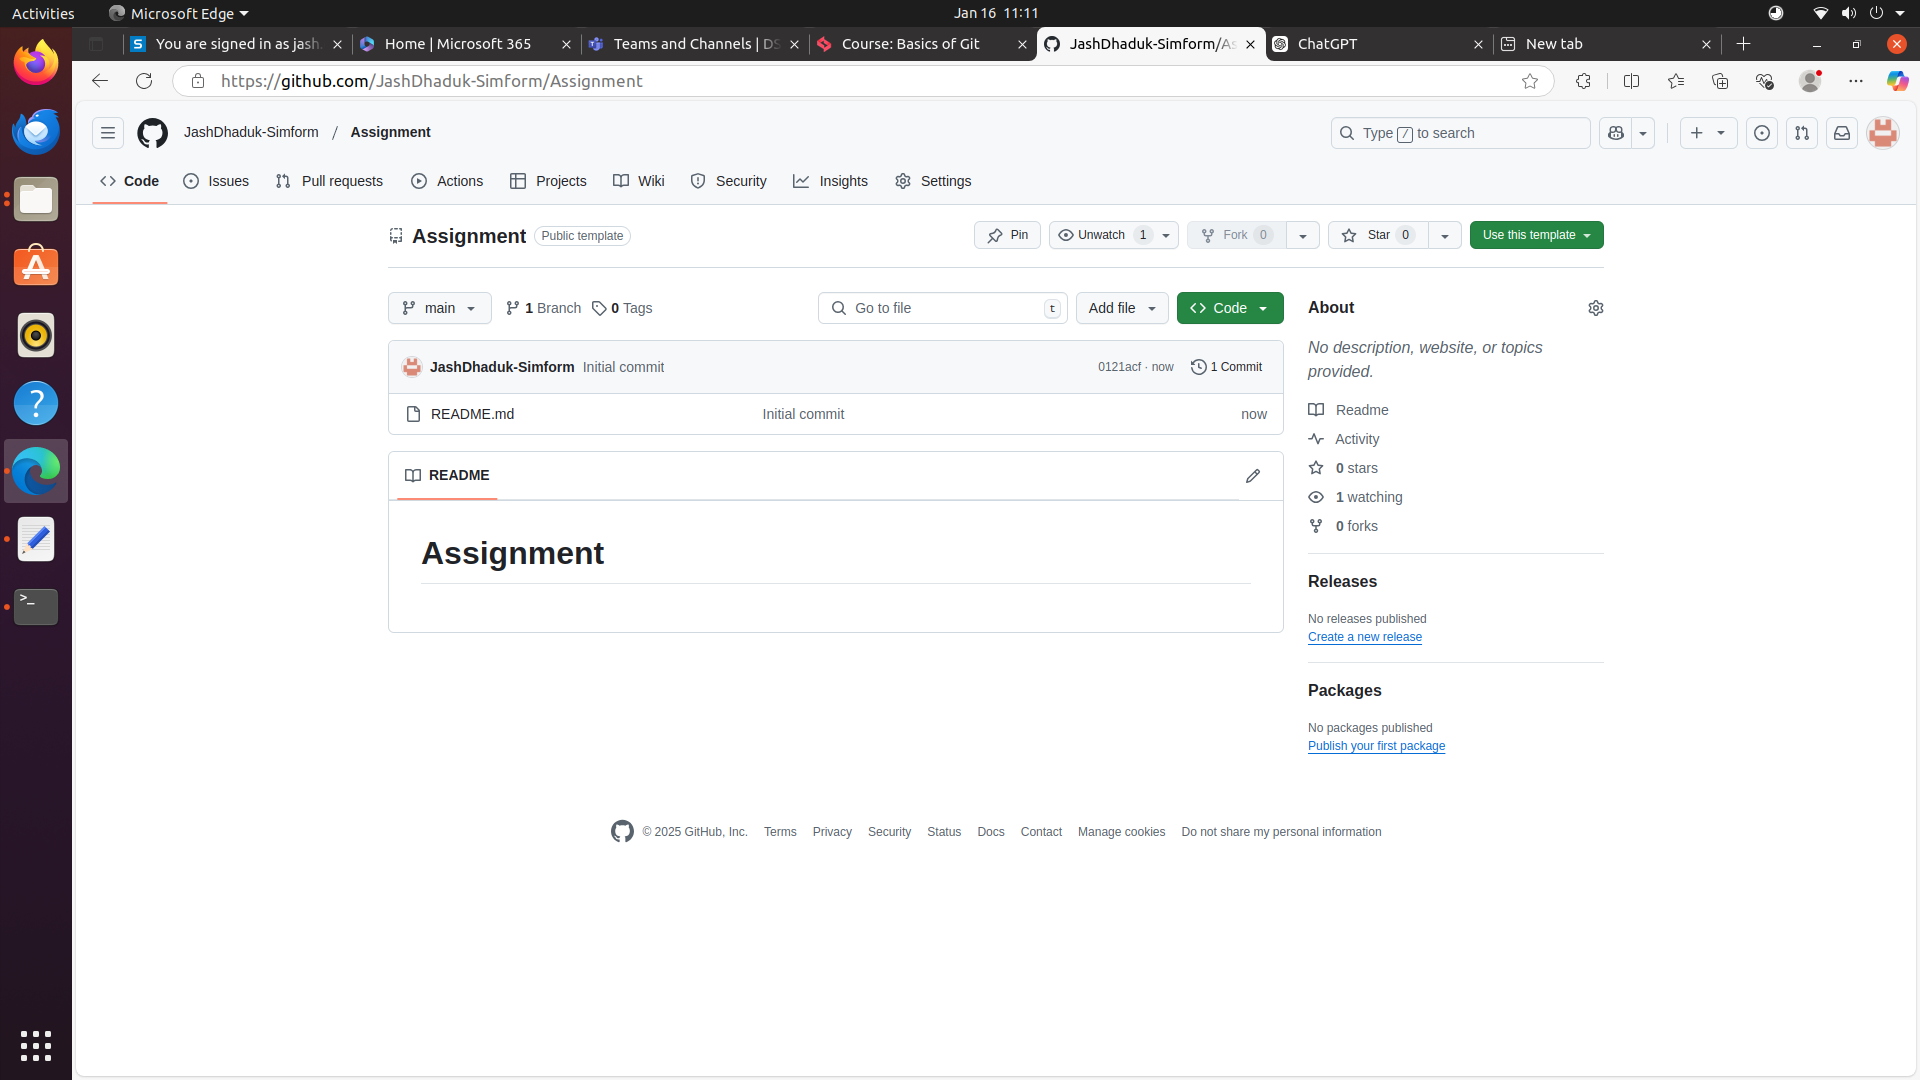 Activities Microsoft Edge Jan 16 11:11
You are signed in as jash. Home | Microsoft 365 Teams and Channels | DS Course: Basics of Git JashDhaduk-Simform/As ChatGPT New tab
https://github.com/JashDhaduk-Simform/Assignment
JashDhaduk-Simform / Assignment Type / to search
Code Issues Pull requests Actions Projects Wiki Security Insights Settings
Assignment Public template Pin Unwatch 1 Fork 0 Star 0 Use this template
main 1 Branch 0 Tags Go to file t Add file Code
JashDhaduk-Simform Initial commit 0121acf · now 1 Commit
README.md Initial commit now
README
Assignment
About
No description, website, or topics
provided.
Readme
Activity
0 stars
1 watching
0 forks
Releases
No releases published
Create a new release
Packages
No packages published
Publish your first package
© 2025 GitHub, Inc. Terms Privacy Security Status Docs Contact Manage cookies Do not share my personal information